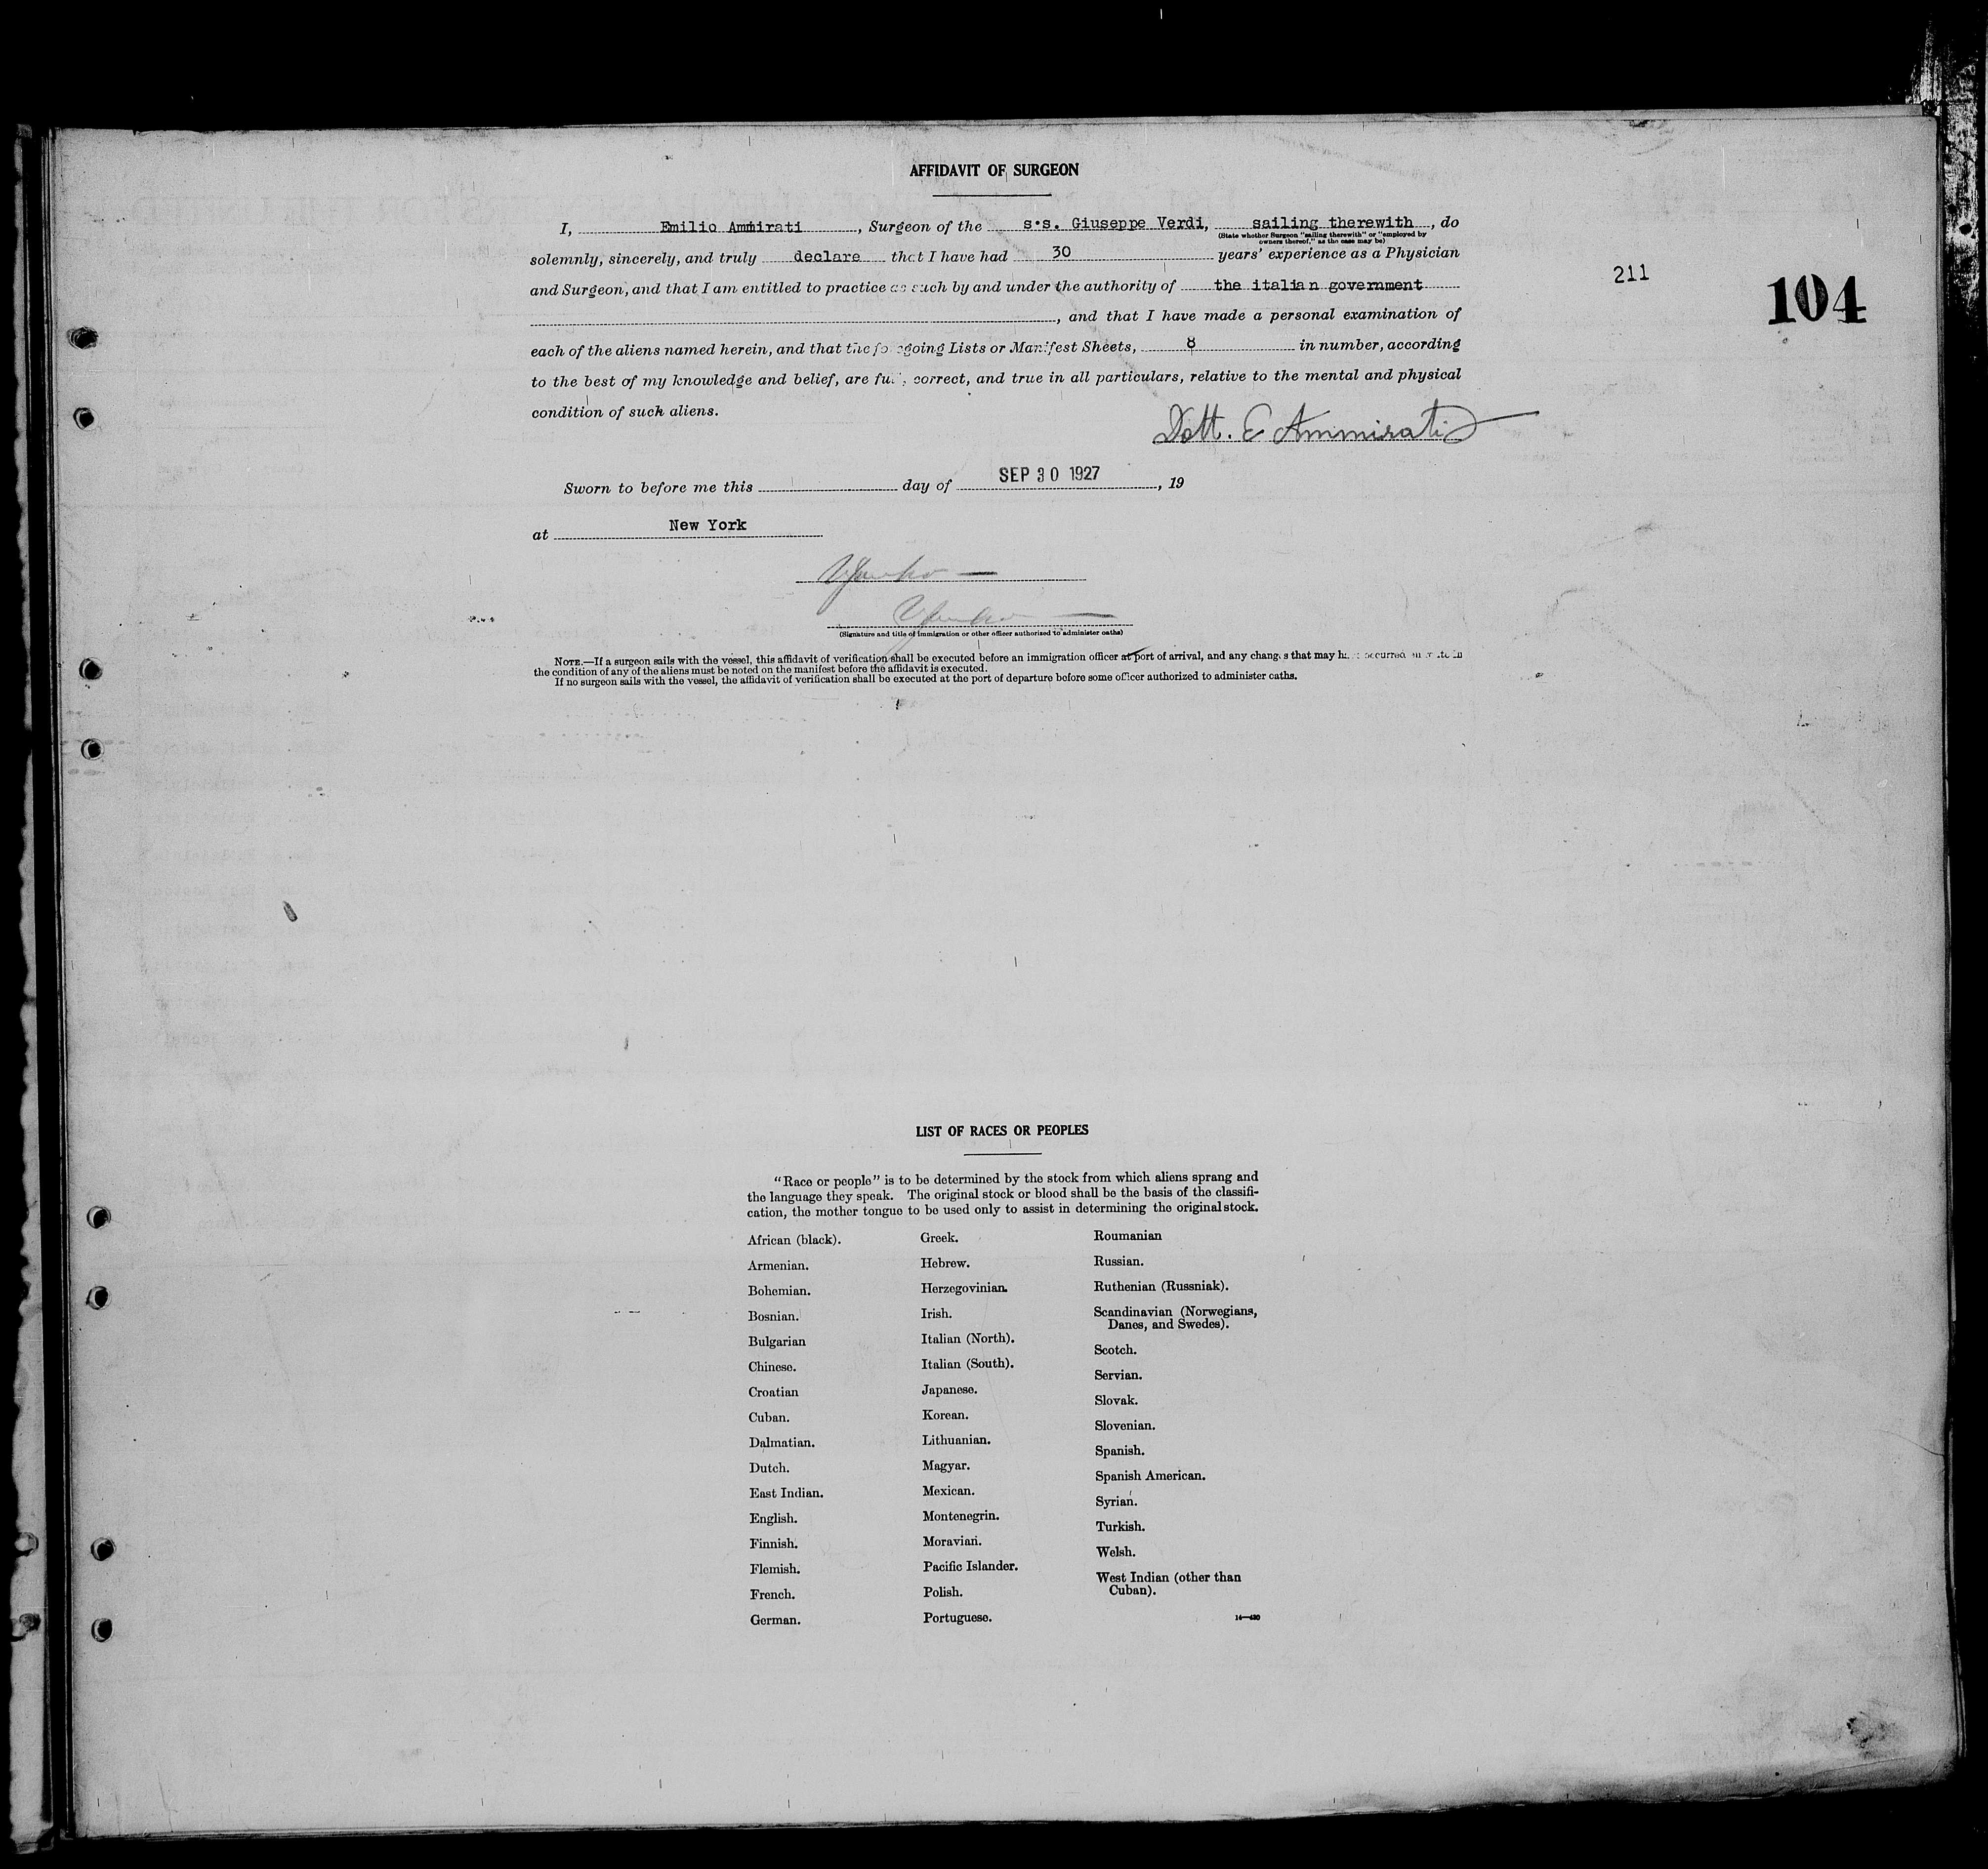 AFFIDAVIT OF SURGEON
I, Emilio Ammirati, Surgeon of the s.s. Giuseppe Verdi, sailing therewith, do
(State whether Surgeon "sailing therewith" or "employed by
owners thereof," as the case may be)
solemnly, sincerely, and truly declare that I have had 30 years' experience as a Physician
and Surgeon, and that I am entitled to practice as such by and under the authority of the italian government
211
104
, and that I have made a personal examination of
each of the aliens named herein, and that the foregoing Lists or Manifest Sheets, 8 in number, according
to the best of my knowledge and belief, are full, correct, and true in all particulars, relative to the mental and physical
condition of such aliens.
Dott. E Ammirati
Sworn to before me this day of SEP 30 1927, 19
at New York
(Signature and title of immigration or other officer authorized to administer oaths)
NOTE.—If a surgeon sails with the vessel, this affidavit of verification shall be executed before an immigration officer at port of arrival, and any changes that may have occurred en route in
the condition of any of the aliens must be noted on the manifest before the affidavit is executed.
If no surgeon sails with the vessel, the affidavit of verification shall be executed at the port of departure before some officer authorized to administer oaths.
LIST OF RACES OR PEOPLES
"Race or people" is to be determined by the stock from which aliens sprang and
the language they speak. The original stock or blood shall be the basis of the classifi-
cation, the mother tongue to be used only to assist in determining the original stock.
African (black).
Armenian.
Bohemian.
Bosnian.
Bulgarian
Chinese.
Croatian
Cuban.
Dalmatian.
Dutch.
East Indian.
English.
Finnish.
Flemish.
French.
German.
Greek.
Hebrew.
Herzegovinian.
Irish.
Italian (North).
Italian (South).
Japanese.
Korean.
Lithuanian.
Magyar.
Mexican.
Montenegrin.
Moravian.
Pacific Islander.
Polish.
Portuguese.
Roumanian
Russian.
Ruthenian (Russniak).
Scandinavian (Norwegians,
Danes, and Swedes).
Scotch.
Servian.
Slovak.
Slovenian.
Spanish.
Spanish American.
Syrian.
Turkish.
Welsh.
West Indian (other than
Cuban).
14—430